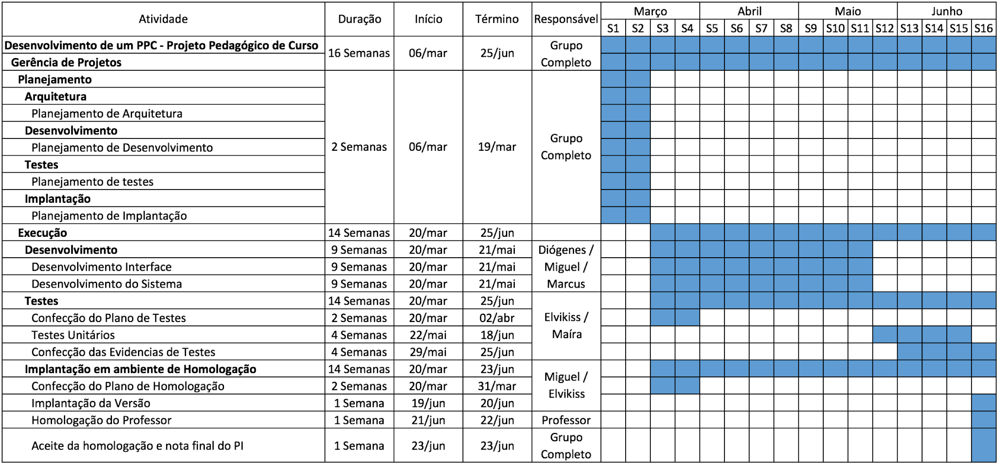 Atividade Duração Início Término Responsável Março Abril Maio Junho
S1 S2 S3 S4 S5 S6 S7 S8 S9 S10 S11 S12 S13 S14 S15 S16
Desenvolvimento de um PPC - Projeto Pedagógico de Curso 16 Semanas 06/mar 25/jun Grupo
Gerência de Projetos Completo
Planejamento 2 Semanas 06/mar 19/mar Grupo
Arquitetura Completo
Planejamento de Arquitetura
Desenvolvimento
Planejamento de Desenvolvimento
Testes
Planejamento de testes
Implantação
Planejamento de Implantação
Execução 14 Semanas 20/mar 25/jun
Desenvolvimento 9 Semanas 20/mar 21/mai Diógenes /
Desenvolvimento Interface 9 Semanas 20/mar 21/mai Miguel /
Desenvolvimento do Sistema 9 Semanas 20/mar 21/mai Marcus
Testes 14 Semanas 20/mar 25/jun
Confecção do Plano de Testes 2 Semanas 20/mar 02/abr Elvikiss /
Testes Unitários 4 Semanas 22/mai 18/jun Maíra
Confecção das Evidencias de Testes 4 Semanas 29/mai 25/jun
Implantação em ambiente de Homologação 14 Semanas 20/mar 23/jun Miguel /
Confecção do Plano de Homologação 2 Semanas 20/mar 31/mar Elvikiss
Implantação da Versão 1 Semana 19/jun 20/jun
Homologação do Professor 1 Semana 21/jun 22/jun Professor
Aceite da homologação e nota final do PI 1 Semana 23/jun 23/jun Grupo
Completo